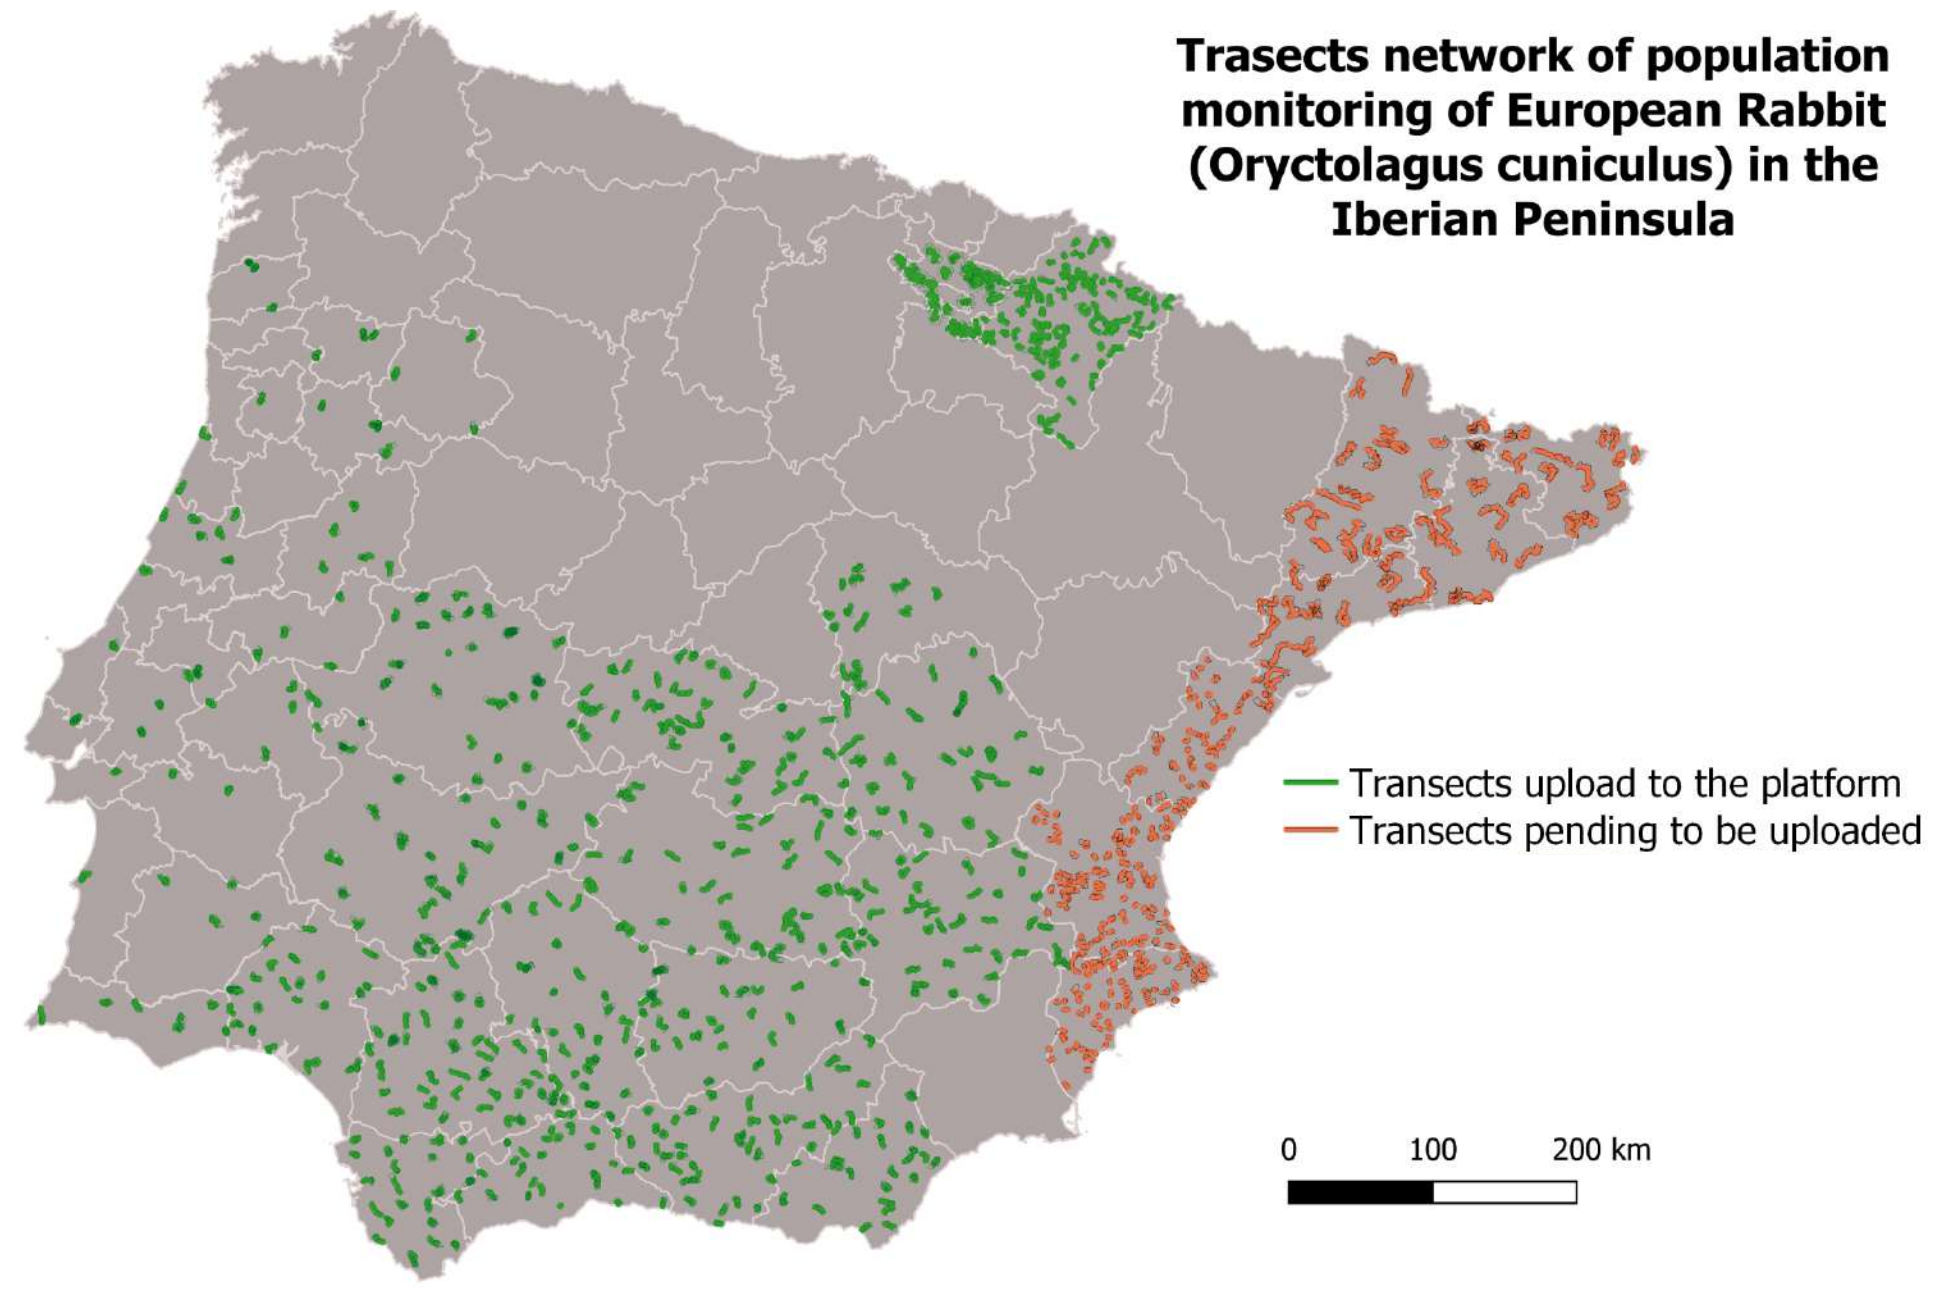 Trasects network of population
monitoring of European Rabbit
(Oryctolagus cuniculus) in the
Iberian Peninsula
Transects upload to the platform
Transects pending to be uploaded
0 100 200 km